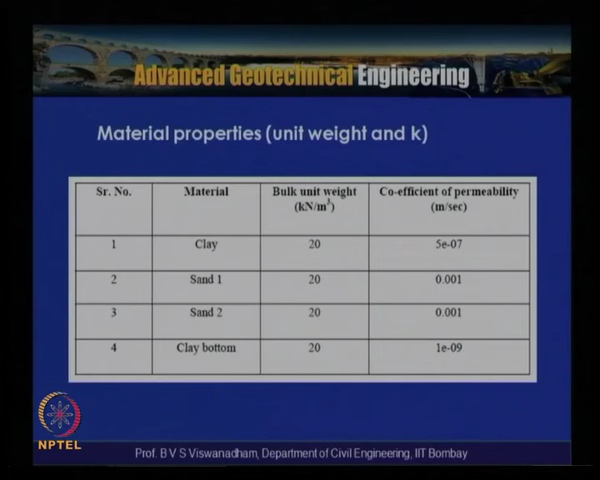 Advanced Geotechnical Engineering
Material properties (unit weight and k)
Sr. No. Material Bulk unit weight (kN/m³) Co-efficient of permeability (m/sec)
1 Clay 20 5e-07
2 Sand 1 20 0.001
3 Sand 2 20 0.001
4 Clay bottom 20 1e-09
NPTEL
Prof. B V S Viswanadham, Department of Civil Engineering, IIT Bombay